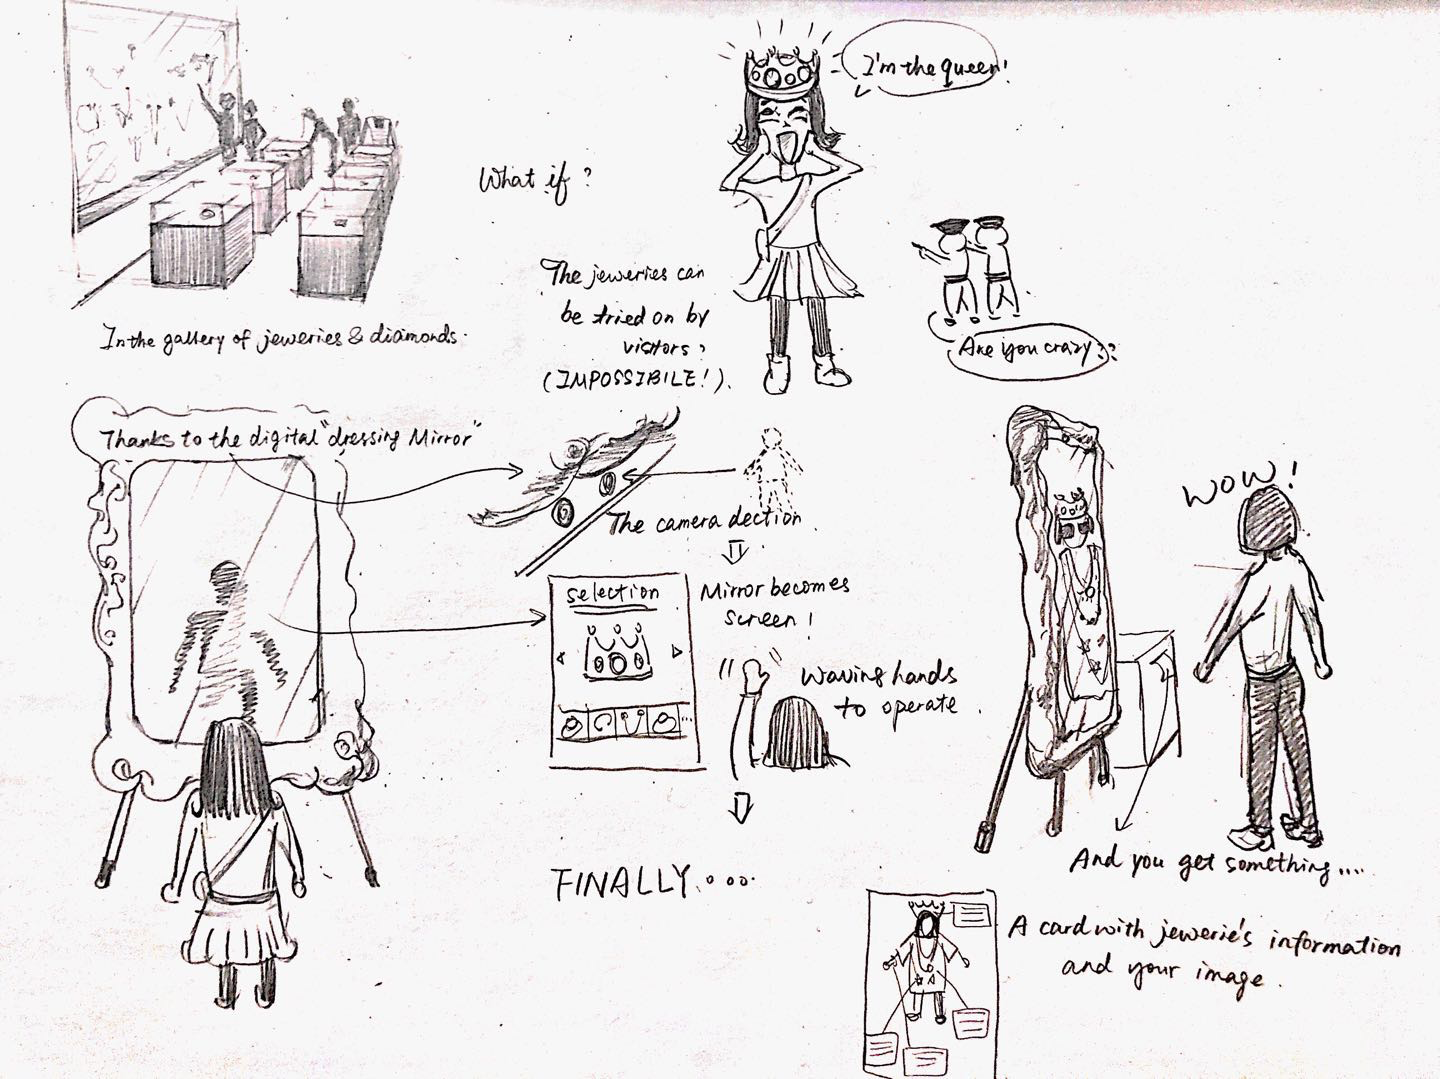 I'm the queen!
What if ?
The jeweries can
be tried on by
visitors,
(IMPOSSIBILE!).
Are you crazy??
In the gallery of jeweries & diamonds.
Thanks to the digital "dressing Mirror"
The camera dection.
Mirror becomes
screen!
selection
Waving hands
to operate.
FINALLY....
WOW!
And you get something....
A card with jewerie's information
and your image.